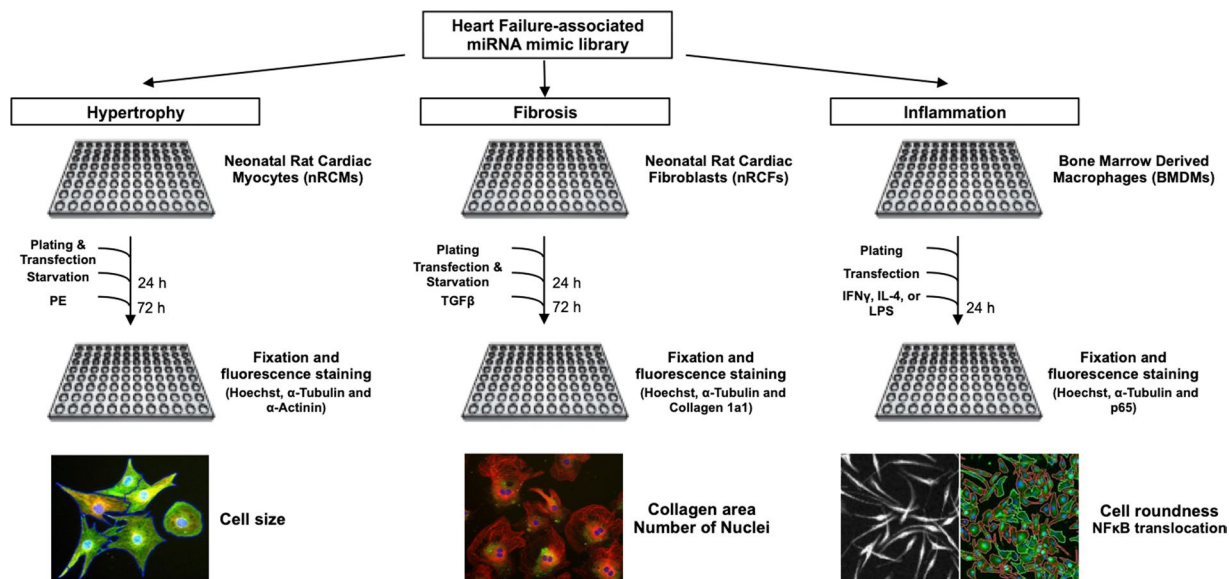 Heart Failure-associated
miRNA mimic library
Hypertrophy
Fibrosis
Inflammation
Neonatal Rat Cardiac
Myocytes (nRCMs)
Neonatal Rat Cardiac
Fibroblasts (nRCFs)
Bone Marrow Derived
Macrophages (BMDMs)
Plating &
Transfection
Starvation
24 h
PE
72 h
Plating
Transfection &
Starvation
24 h
TGFβ
72 h
Plating
Transfection
IFNγ, IL-4, or
LPS
24 h
Fixation and
fluorescence staining
(Hoechst, α-Tubulin and
α-Actinin)
Fixation and
fluorescence staining
(Hoechst, α-Tubulin and
Collagen 1a1)
Fixation and
fluorescence staining
(Hoechst, α-Tubulin and
p65)
Cell size
Collagen area
Number of Nuclei
Cell roundness
NFκB translocation